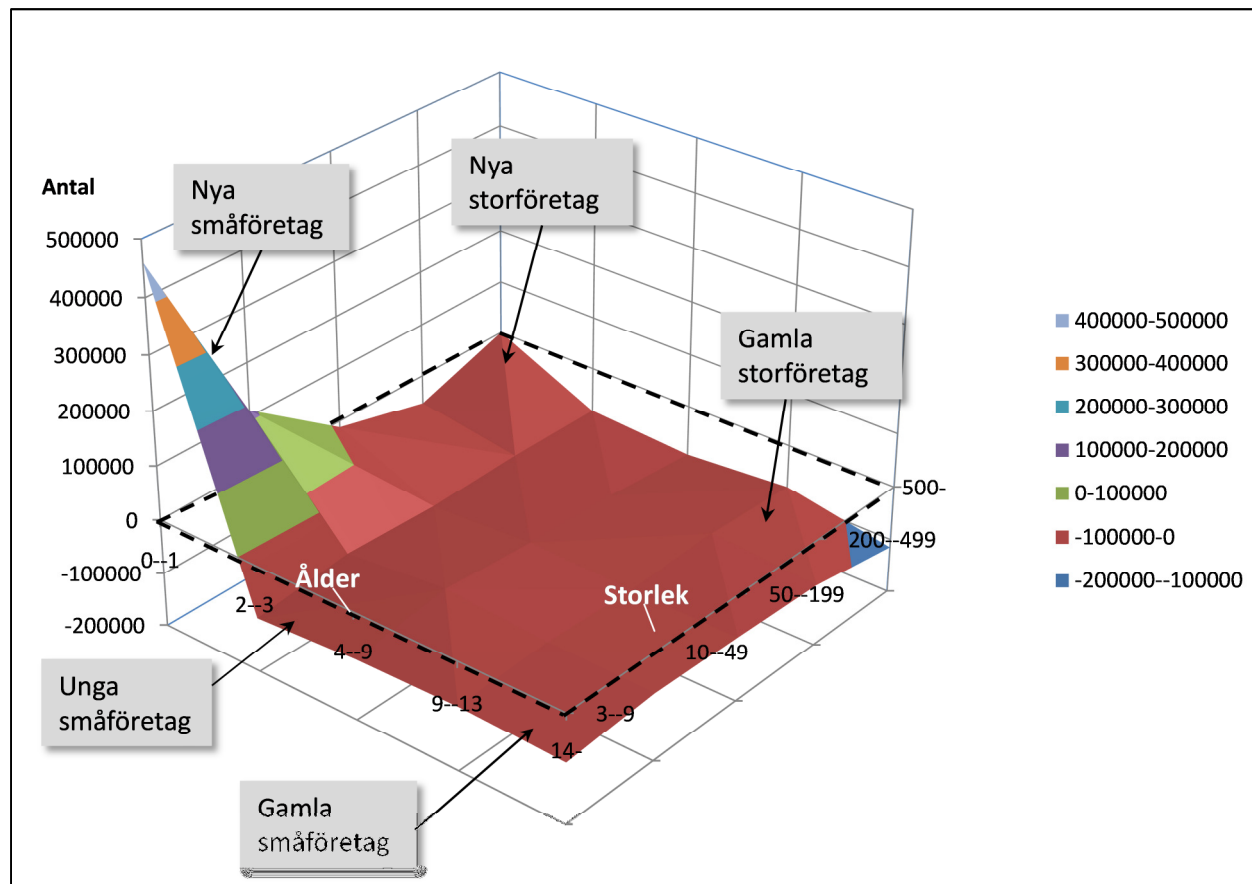 Antal
500000
400000
300000
200000
100000
0
-100000
-200000
Nya
småföretag
Nya
storföretag
Gamla
storföretag
Unga
småföretag
Gamla
småföretag
Ålder
0--1
2--3
4--9
9--13
14-
Storlek
3--9
10--49
50--199
200--499
500-
400000-500000
300000-400000
200000-300000
100000-200000
0-100000
-100000-0
-200000--100000